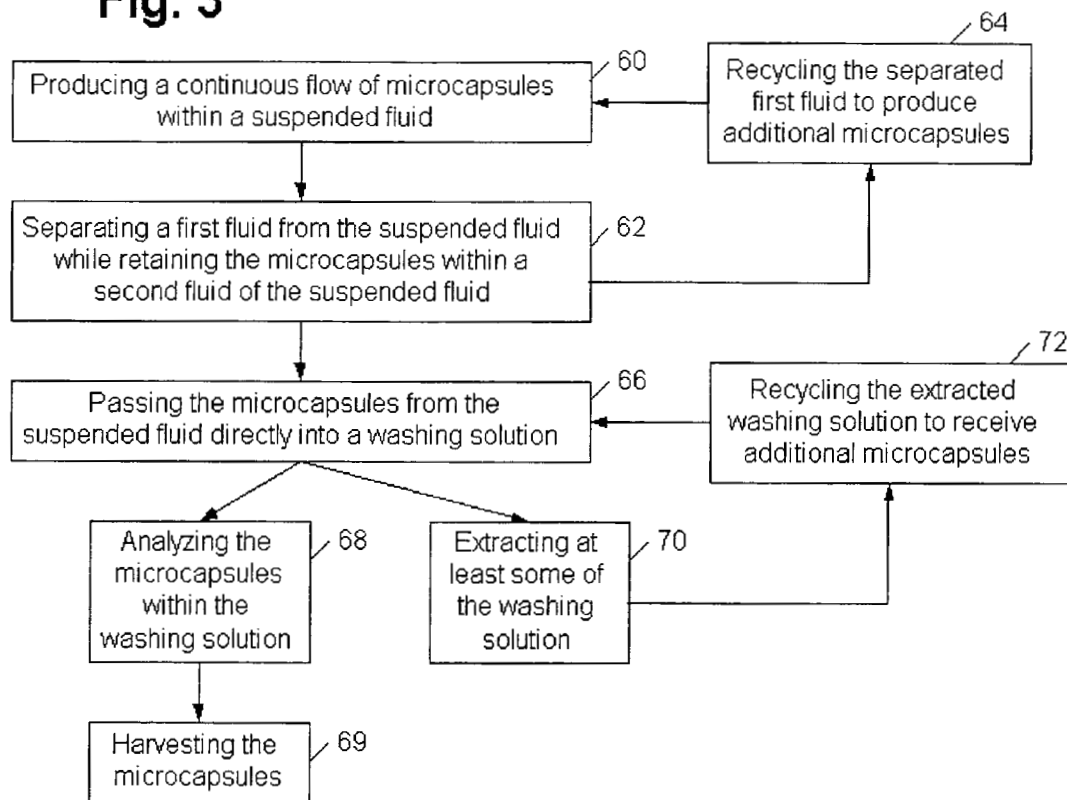 Fig. 3
60
Producing a continuous flow of microcapsules
within a suspended fluid
64
Recycling the separated
first fluid to produce
additional microcapsules
62
Separating a first fluid from the suspended fluid
while retaining the microcapsules within a
second fluid of the suspended fluid
66
Passing the microcapsules from the
suspended fluid directly into a washing solution
72
Recycling the extracted
washing solution to receive
additional microcapsules
68
Analyzing the
microcapsules
within the
washing solution
70
Extracting at
least some of
the washing
solution
69
Harvesting the
microcapsules